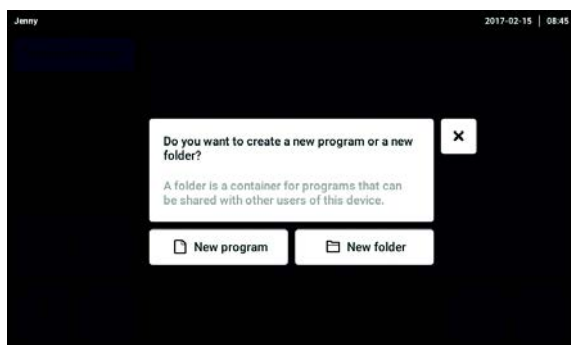 Jenny 2017-02-15 | 08:45
Do you want to create a new program or a new
folder?
A folder is a container for programs that can
be shared with other users of this device.
New program New folder